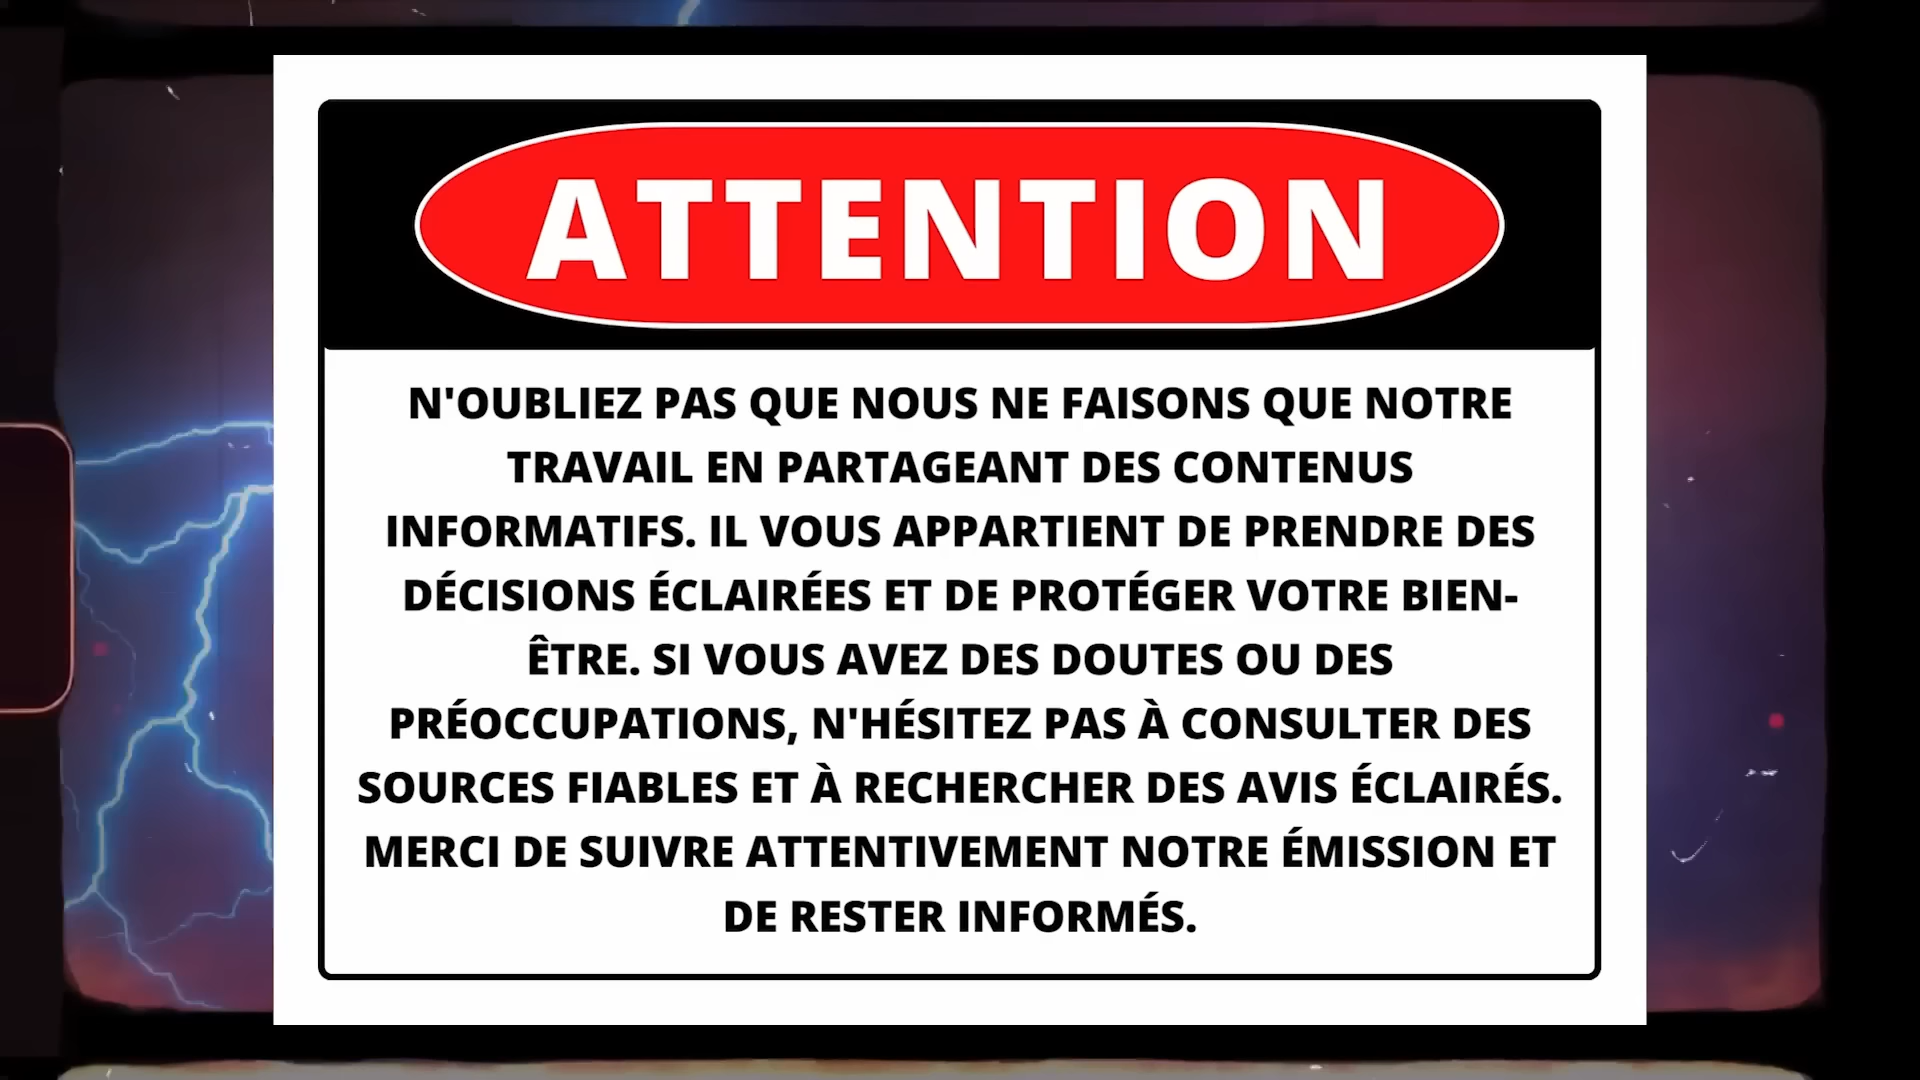 ATTENTION
N'OUBLIEZ PAS QUE NOUS NE FAISONS QUE NOTRE
TRAVAIL EN PARTAGEANT DES CONTENUS
INFORMATIFS. IL VOUS APPARTIENT DE PRENDRE DES
DÉCISIONS ÉCLAIRÉES ET DE PROTÉGER VOTRE BIEN-
ÊTRE. SI VOUS AVEZ DES DOUTES OU DES
PRÉOCCUPATIONS, N'HÉSITEZ PAS À CONSULTER DES
SOURCES FIABLES ET À RECHERCHER DES AVIS ÉCLAIRÉS.
MERCI DE SUIVRE ATTENTIVEMENT NOTRE ÉMISSION ET
DE RESTER INFORMÉS.